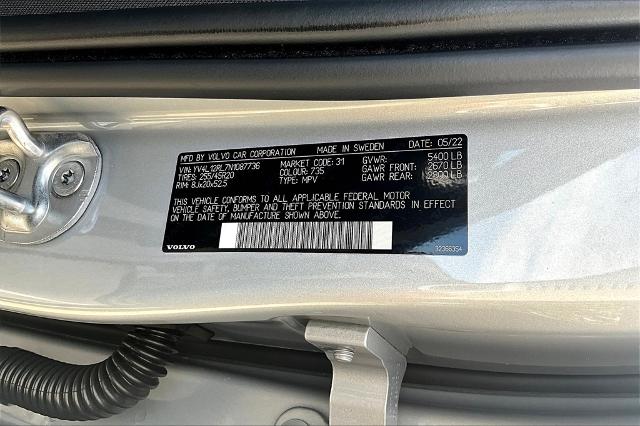 MFD BY VOLVO CAR CORPORATION MADE IN SWEDEN DATE: 05/22
VIN: YV4L12RL7N1087736 MARKET CODE: 31 GVWR: 5400 LB
TIRES: 255/45R20 COLOUR: 735 GAWR FRONT: 2670 LB
RIM: 8Jx20x52.5 TYPE: MPV GAWR REAR: 2890 LB
THIS VEHICLE CONFORMS TO ALL APPLICABLE FEDERAL MOTOR
VEHICLE SAFETY, BUMPER AND THEFT PREVENTION STANDARDS IN EFFECT
ON THE DATE OF MANUFACTURE SHOWN ABOVE.
VOLVO 32366354